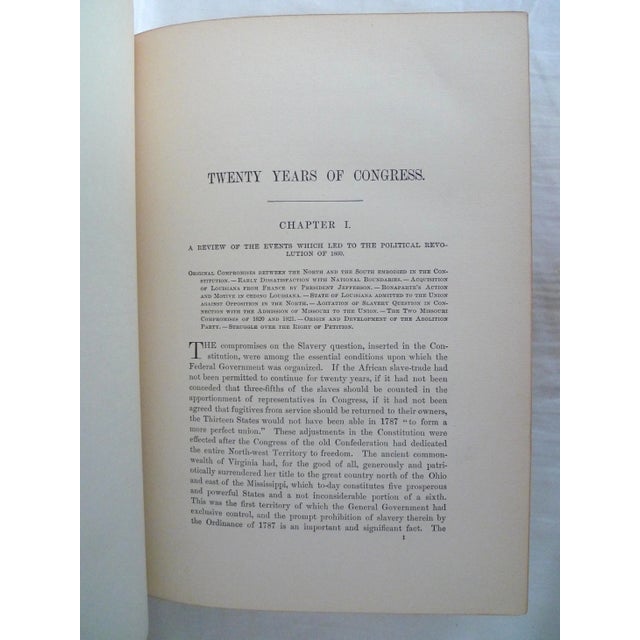 TWENTY YEARS OF CONGRESS.
CHAPTER I.
A REVIEW OF THE EVENTS WHICH LED TO THE POLITICAL REVO-
LUTION OF 1860.
ORIGINAL COMPROMISES BETWEEN THE NORTH AND THE SOUTH EMBODIED IN THE CON-
STITUTION. — EARLY DISSATISFACTION WITH NATIONAL BOUNDARIES. — ACQUISITION
OF LOUISIANA FROM FRANCE BY PRESIDENT JEFFERSON. — BONAPARTE'S ACTION
AND MOTIVE IN CEDING LOUISIANA. — STATE OF LOUISIANA ADMITTED TO THE UNION
AGAINST OPPOSITION IN THE NORTH. — AGITATION OF SLAVERY QUESTION IN CON-
NECTION WITH THE ADMISSION OF MISSOURI TO THE UNION. — THE TWO MISSOURI
COMPROMISES OF 1820 AND 1821. — ORIGIN AND DEVELOPMENT OF THE ABOLITION
PARTY. — STRUGGLE OVER THE RIGHT OF PETITION.
THE compromises on the Slavery question, inserted in the Con-
stitution, were among the essential conditions upon which the
Federal Government was organized. If the African slave-trade had
not been permitted to continue for twenty years, if it had not been
conceded that three-fifths of the slaves should be counted in the
apportionment of representatives in Congress, if it had not been
agreed that fugitives from service should be returned to their owners,
the Thirteen States would not have been able in 1787 "to form a
more perfect union." These adjustments in the Constitution were
effected after the Congress of the old Confederation had dedicated
the entire North-west Territory to freedom. The ancient common-
wealth of Virginia had, for the good of all, generously and patri-
otically surrendered her title to the great country north of the Ohio
and east of the Mississippi, which to-day constitutes five prosperous
and powerful States and a not inconsiderable portion of a sixth.
This was the first territory of which the General Government had
exclusive control, and the prompt prohibition of slavery therein by
the Ordinance of 1787 is an important and significant fact. The
1